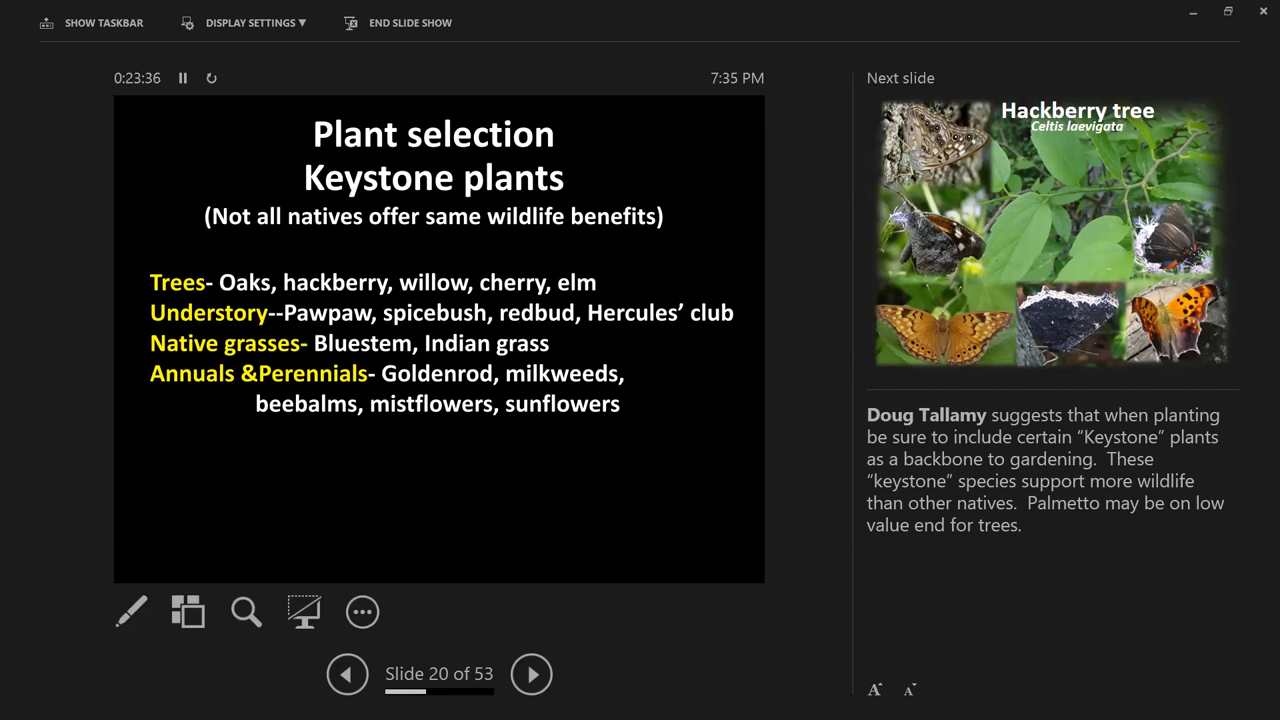 SHOW TASKBAR
DISPLAY SETTINGS ▼
END SLIDE SHOW
0:23:36
7:35 PM
Plant selection
Keystone plants
(Not all natives offer same wildlife benefits)
Trees- Oaks, hackberry, willow, cherry, elm
Understory--Pawpaw, spicebush, redbud, Hercules’ club
Native grasses- Bluestem, Indian grass
Annuals &Perennials- Goldenrod, milkweeds,
beebalms, mistflowers, sunflowers
Slide 20 of 53
Next slide
Hackberry tree
Celtis laevigata
Doug Tallamy suggests that when planting
be sure to include certain “Keystone” plants
as a backbone to gardening.  These
“keystone” species support more wildlife
than other natives.  Palmetto may be on low
value end for trees.
A A